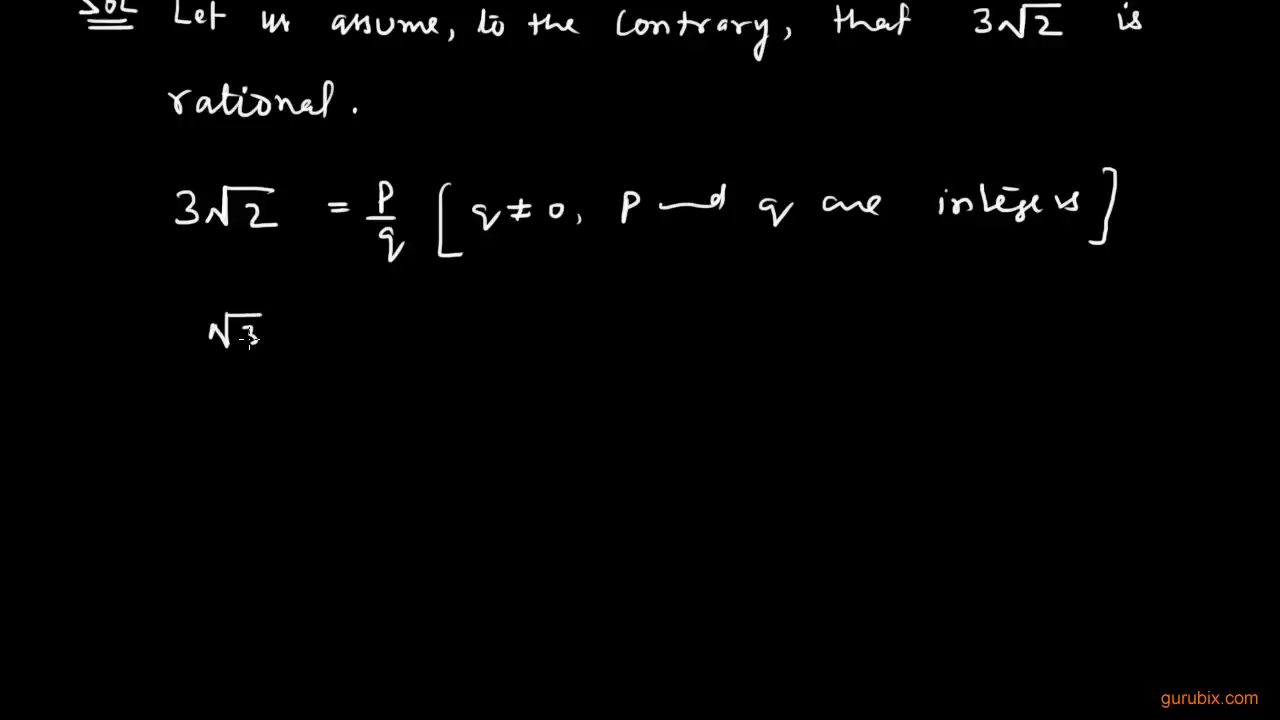 Sol Let us assume, to the contrary, that 3√2 is
rational.
3√2 = p/q [q ≠ 0, p and q are integers]
√3
gurubix.com